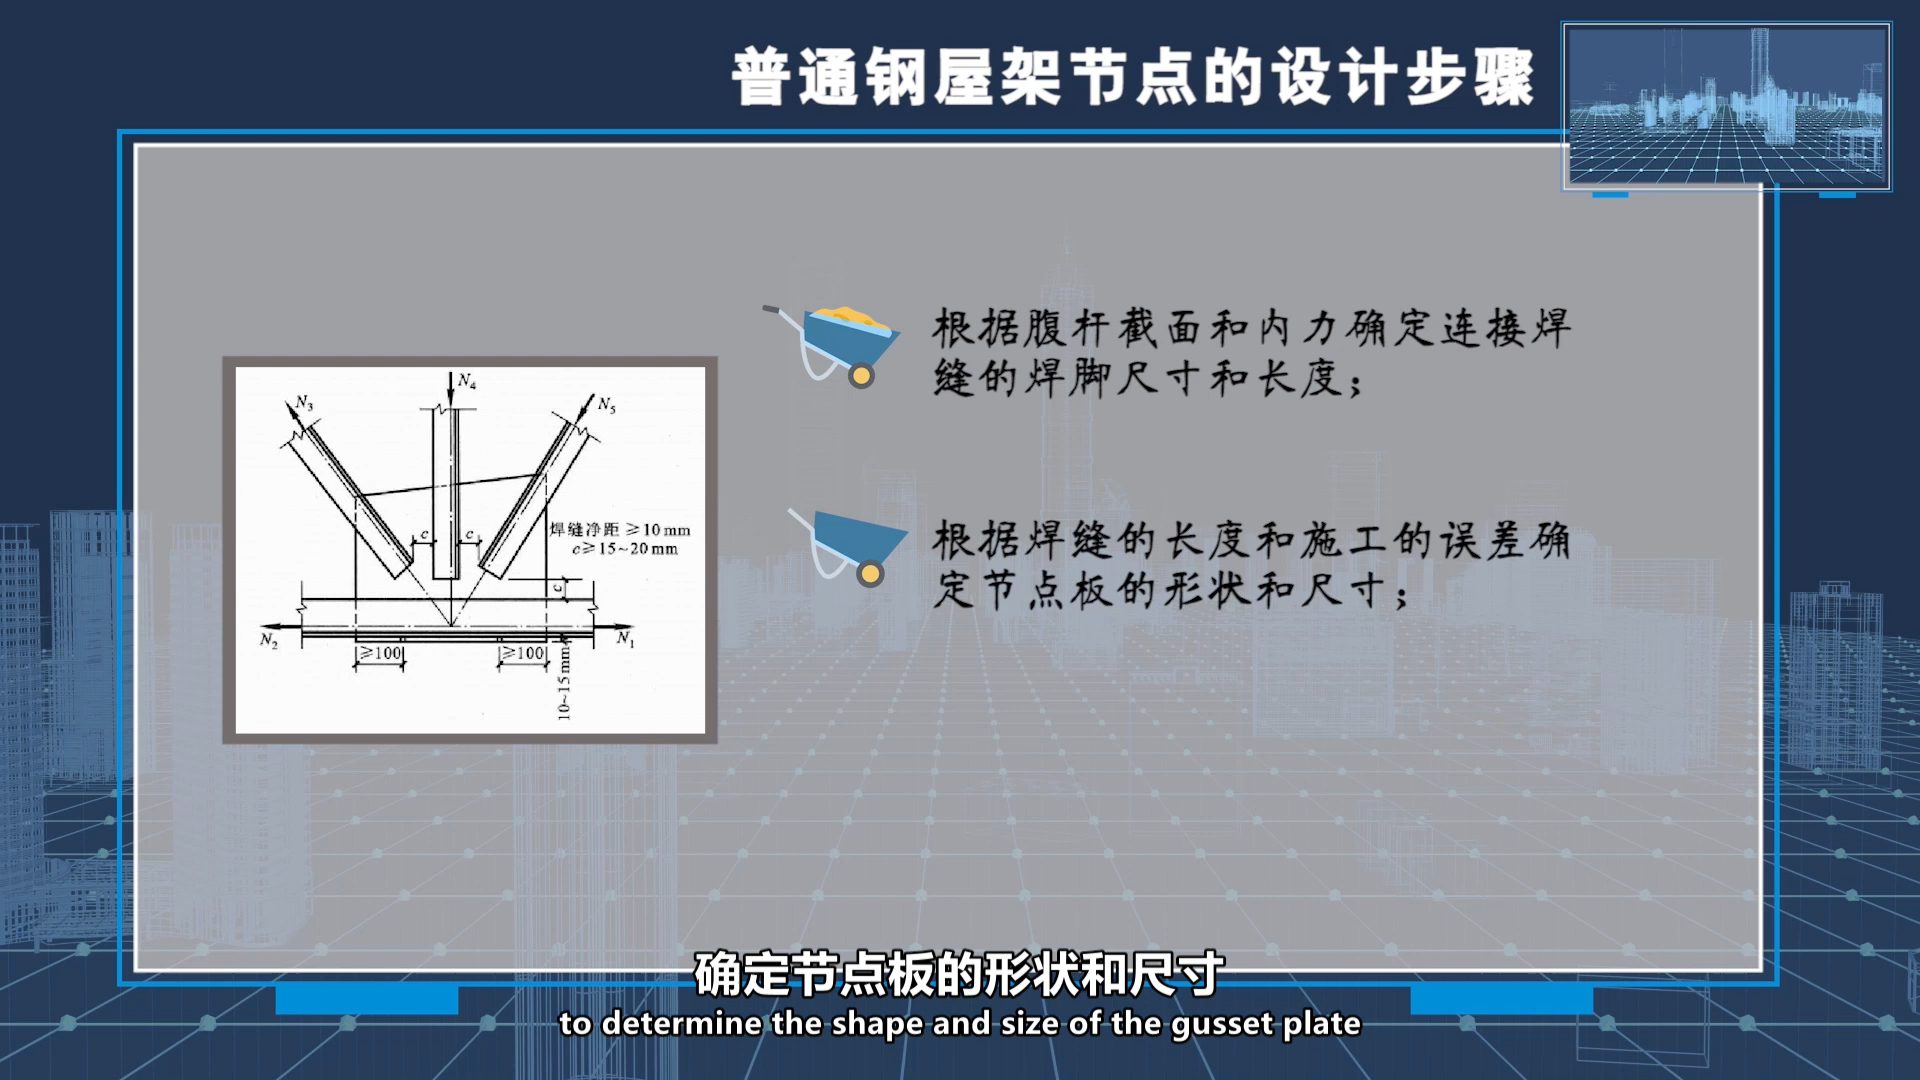 普通钢屋架节点的设计步骤
根据腹杆截面和内力确定连接焊
缝的焊脚尺寸和长度；
根据焊缝的长度和施工的误差确
定节点板的形状和尺寸；
N4
N3
N5
焊缝净距 ≥10 mm
c≥15~20 mm
c
c
c
N2
N1
≥100
≥100
10~15 mm
确定节点板的形状和尺寸
to determine the shape and size of the gusset plate